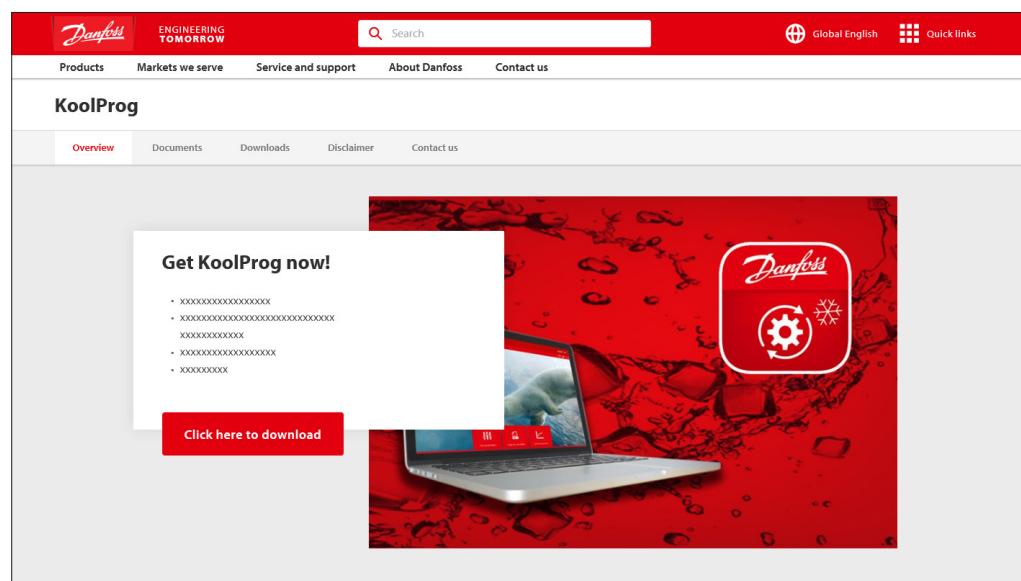 Danfoss
ENGINEERING
TOMORROW
Search
Global English
Quick links
Products
Markets we serve
Service and support
About Danfoss
Contact us
KoolProg
Overview
Documents
Downloads
Disclaimer
Contact us
Get KoolProg now!
• xxxxxxxxxxxxxxxxx
• xxxxxxxxxxxxxxxxxxxxxxxxxxxxx
xxxxxxxxxxxx
• xxxxxxxxxxxxxxxxxx
• xxxxxxxxx
Click here to download
Danfoss